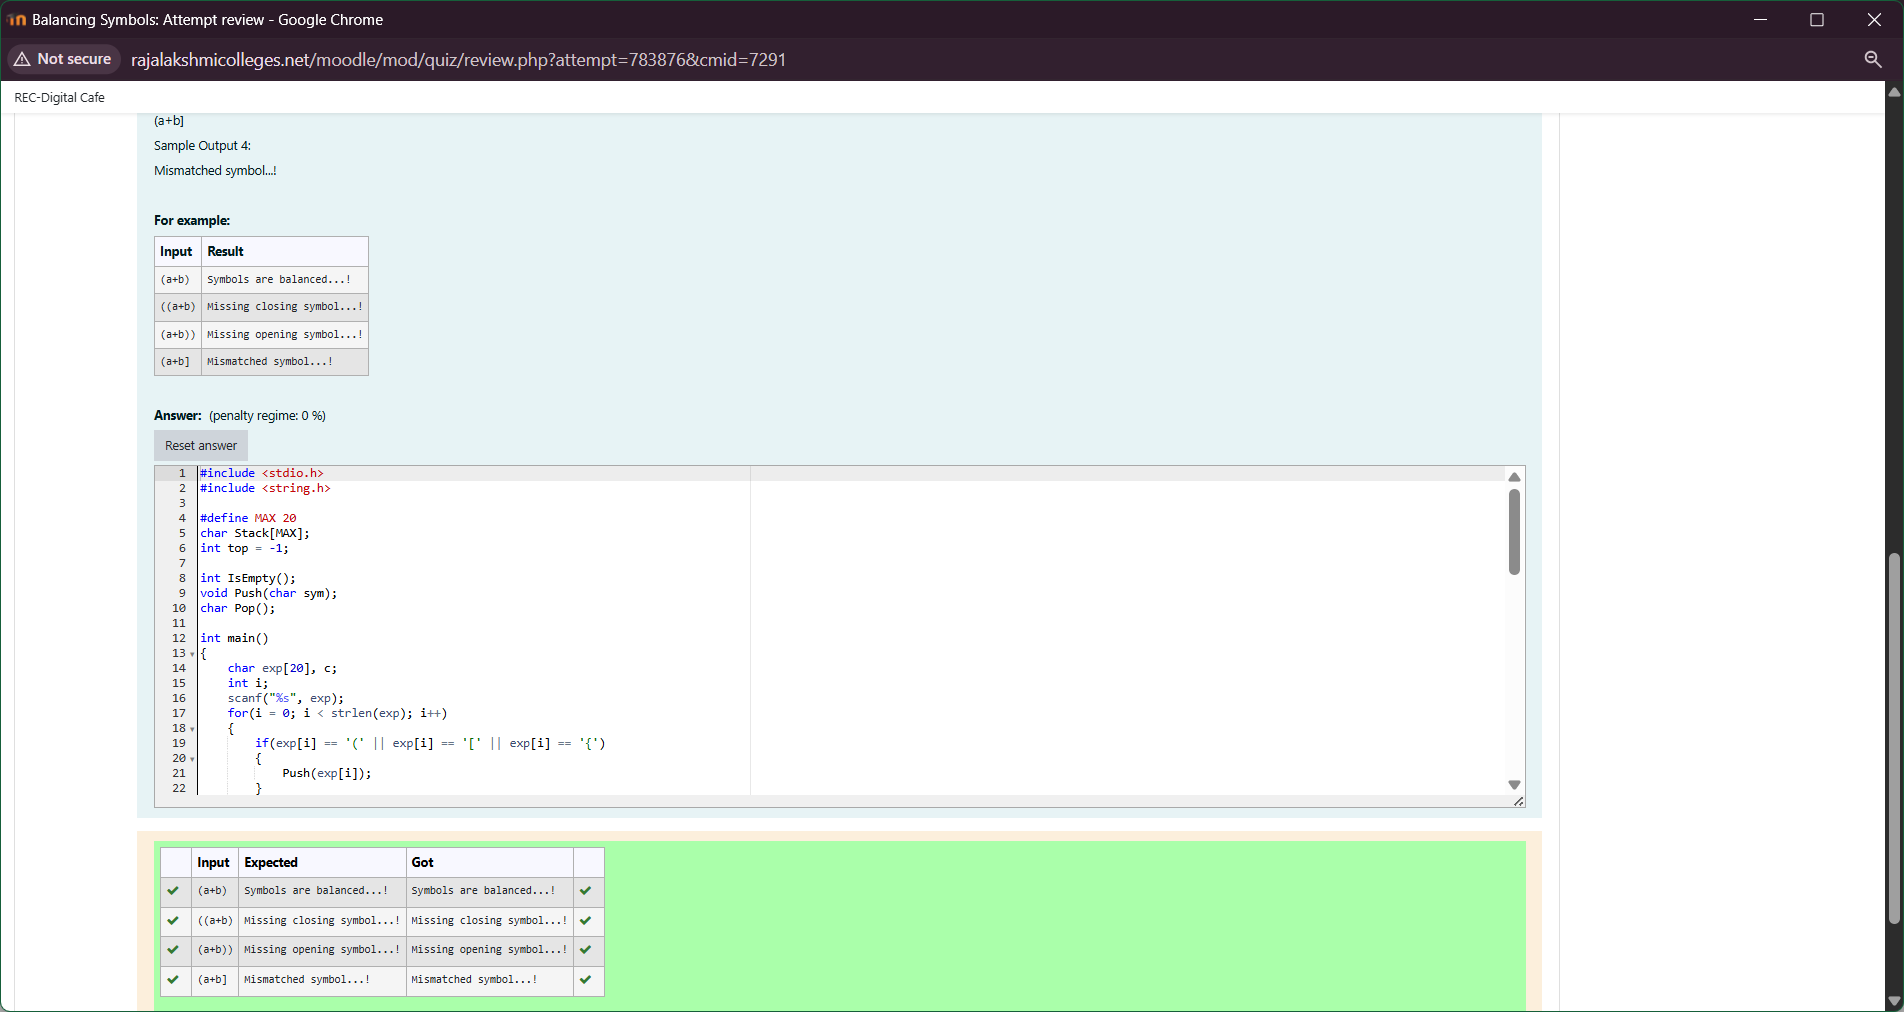 Balancing Symbols: Attempt review - Google Chrome
Not secure rajalakshmicolleges.net/moodle/mod/quiz/review.php?attempt=783876&cmid=7291
REC-Digital Cafe
(a+b]
Sample Output 4:
Mismatched symbol...!
For example:
Input Result
(a+b) Symbols are balanced...!
((a+b) Missing closing symbol...!
(a+b)) Missing opening symbol...!
(a+b] Mismatched symbol...!
Answer: (penalty regime: 0 %)
Reset answer
1 #include <stdio.h>
2 #include <string.h>
3
4 #define MAX 20
5 char Stack[MAX];
6 int top = -1;
7
8 int IsEmpty();
9 void Push(char sym);
10 char Pop();
11
12 int main()
13 {
14 char exp[20], c;
15 int i;
16 scanf("%s", exp);
17 for(i = 0; i < strlen(exp); i++)
18 {
19 if(exp[i] == '(' || exp[i] == '[' || exp[i] == '{')
20 {
21 Push(exp[i]);
22 }
Input Expected Got
(a+b) Symbols are balanced...! Symbols are balanced...!
((a+b) Missing closing symbol...! Missing closing symbol...!
(a+b)) Missing opening symbol...! Missing opening symbol...!
(a+b] Mismatched symbol...! Mismatched symbol...!